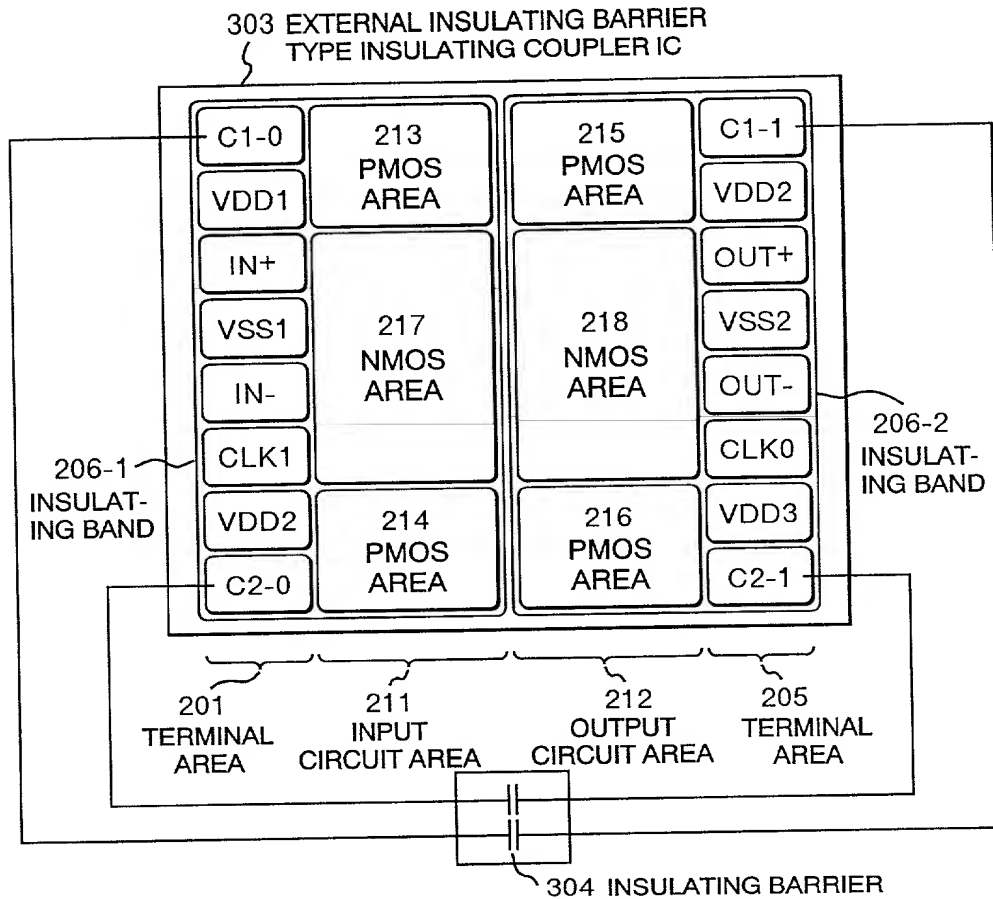 303 EXTERNAL INSULATING BARRIER
TYPE INSULATING COUPLER IC
C1-0
VDD1
IN+
VSS1
IN-
CLK1
VDD2
C2-0
213
PMOS
AREA
217
NMOS
AREA
214
PMOS
AREA
215
PMOS
AREA
218
NMOS
AREA
216
PMOS
AREA
C1-1
VDD2
OUT+
VSS2
OUT-
CLK0
VDD3
C2-1
206-1
INSULAT-
ING BAND
206-2
INSULAT-
ING BAND
201
TERMINAL
AREA
211
INPUT
CIRCUIT AREA
212
OUTPUT
CIRCUIT AREA
205
TERMINAL
AREA
304 INSULATING BARRIER